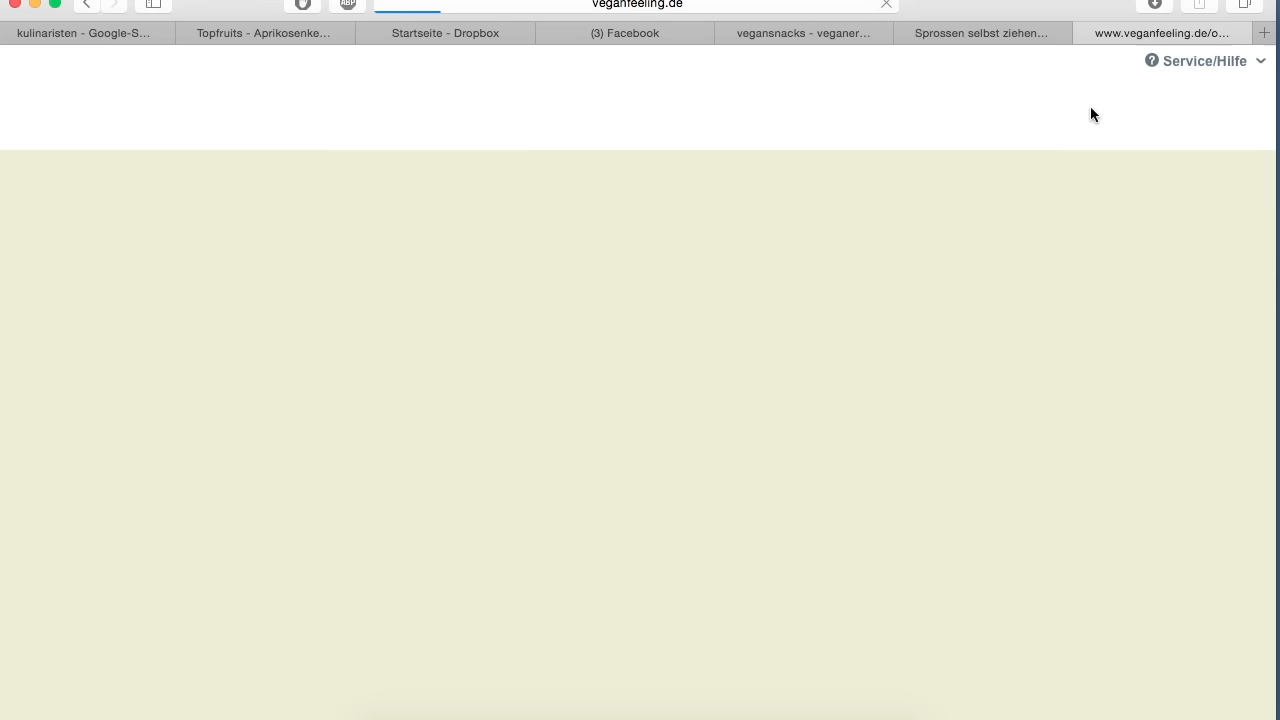 veganfeeling.de
ABP
kulinaristen - Google-S...
Topfruits - Aprikosenke...
Startseite - Dropbox
(3) Facebook
vegansnacks - veganer...
Sprossen selbst ziehen...
www.veganfeeling.de/o...
? Service/Hilfe